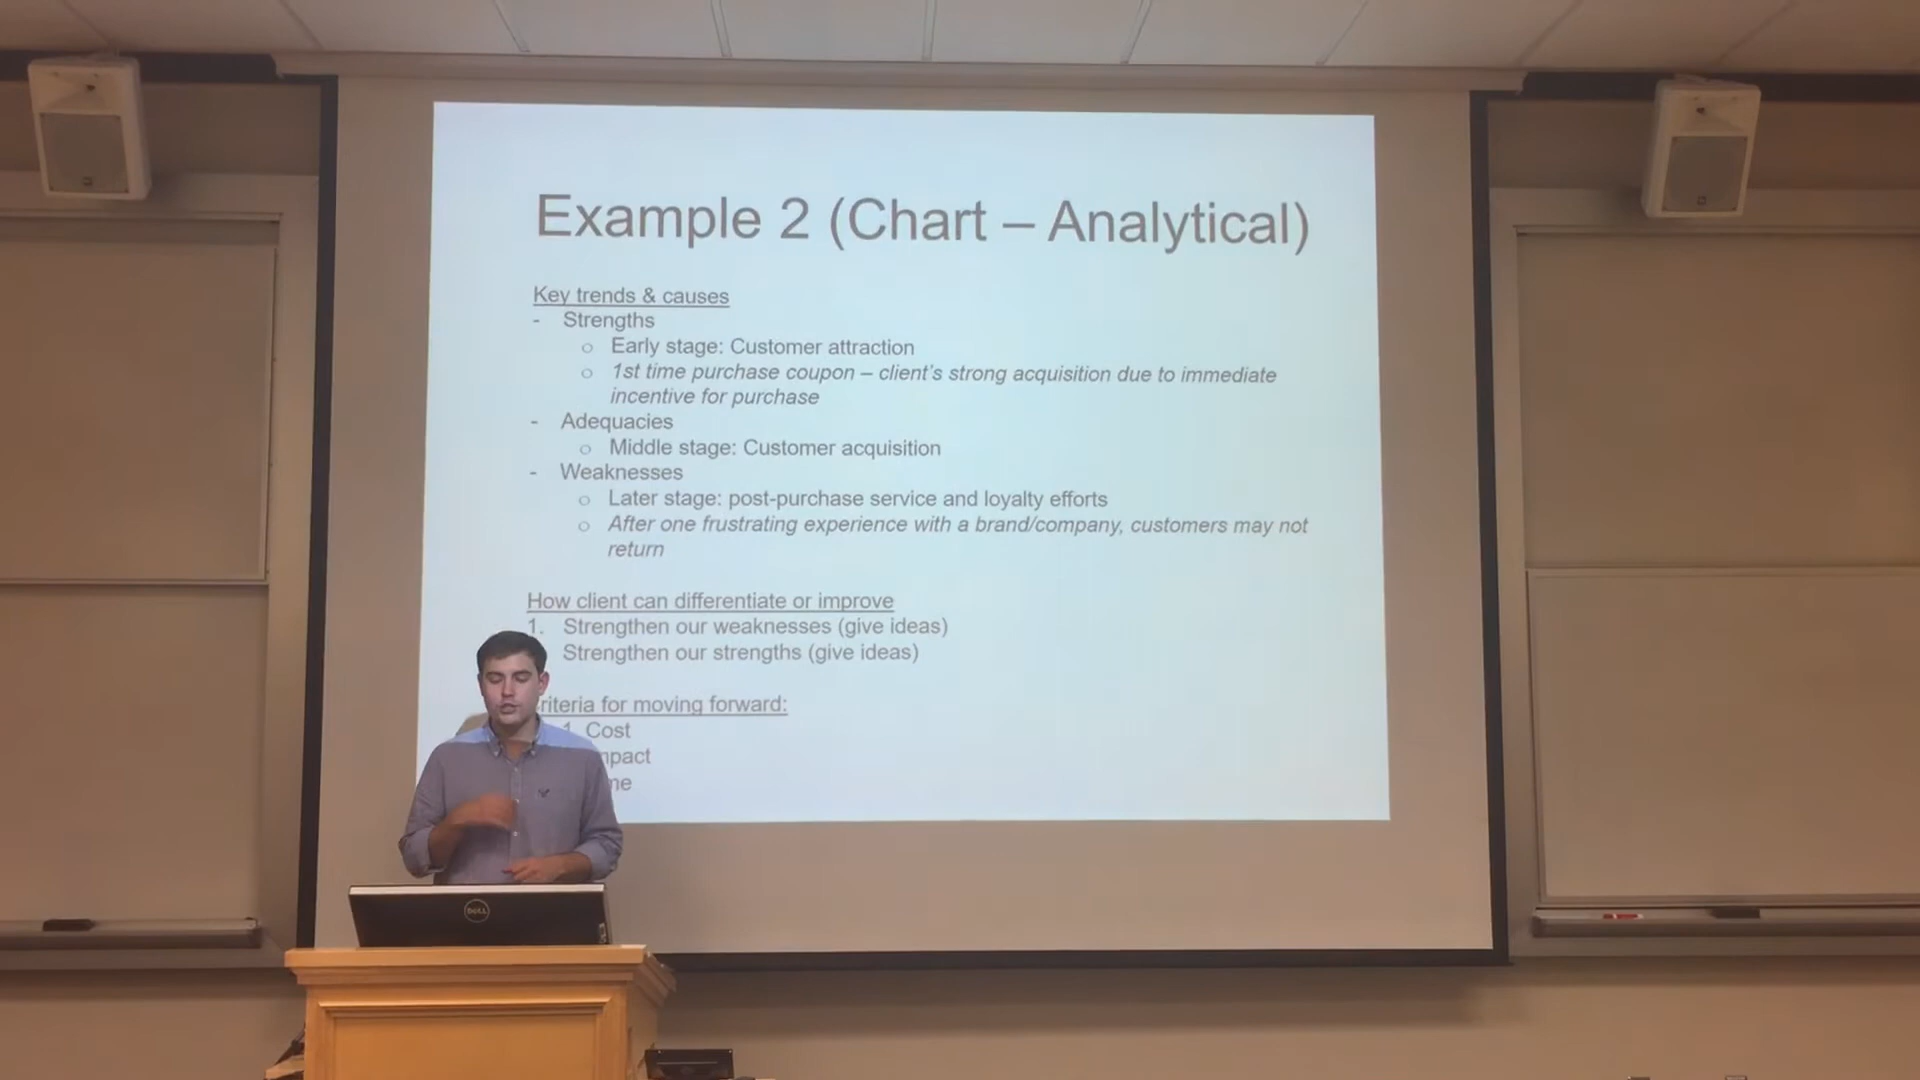 Example 2 (Chart – Analytical)
Key trends & causes
- Strengths
o Early stage: Customer attraction
o 1st time purchase coupon – client's strong acquisition due to immediate
incentive for purchase
- Adequacies
o Middle stage: Customer acquisition
- Weaknesses
o Later stage: post-purchase service and loyalty efforts
o After one frustrating experience with a brand/company, customers may not
return
How client can differentiate or improve
1. Strengthen our weaknesses (give ideas)
Strengthen our strengths (give ideas)
riteria for moving forward:
1. Cost
mpact
me
DELL